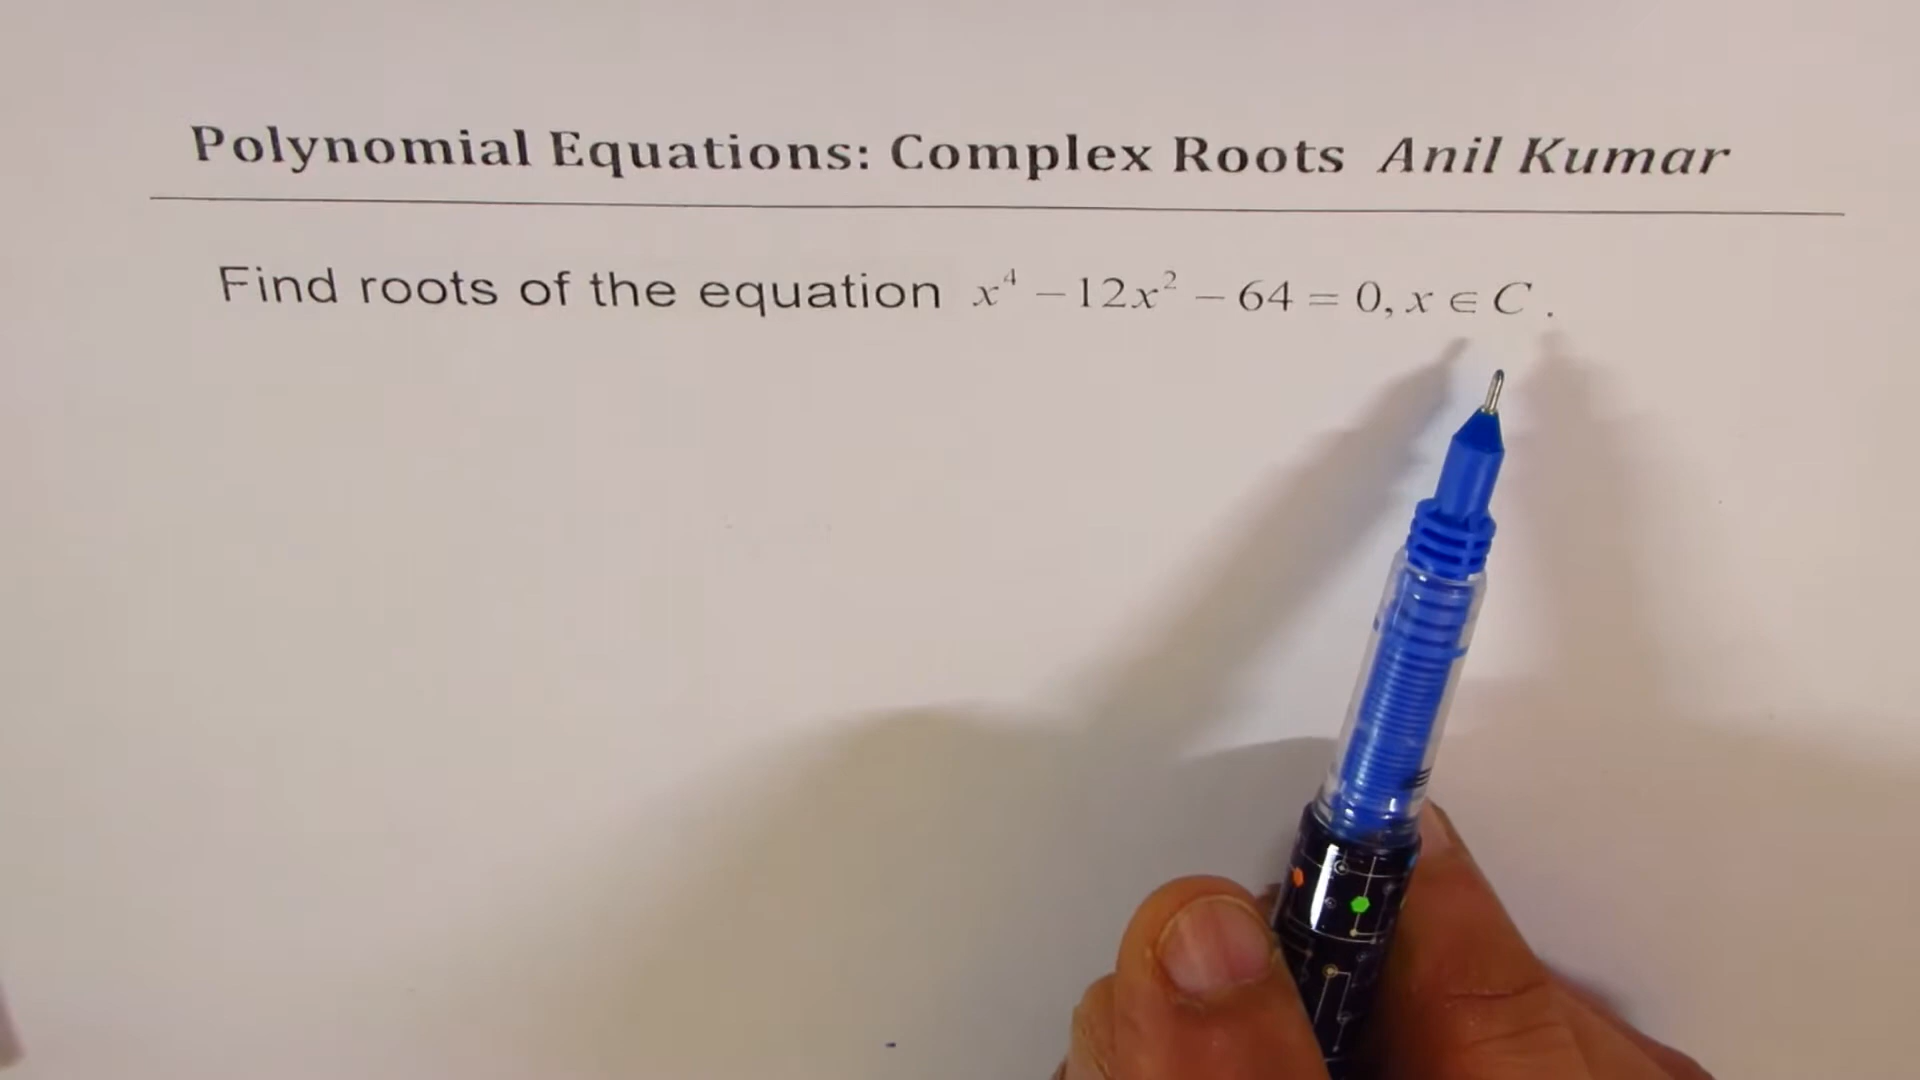 Polynomial Equations: Complex Roots Anil Kumar
Find roots of the equation x⁴ − 12x² − 64 = 0, x ∈ C .